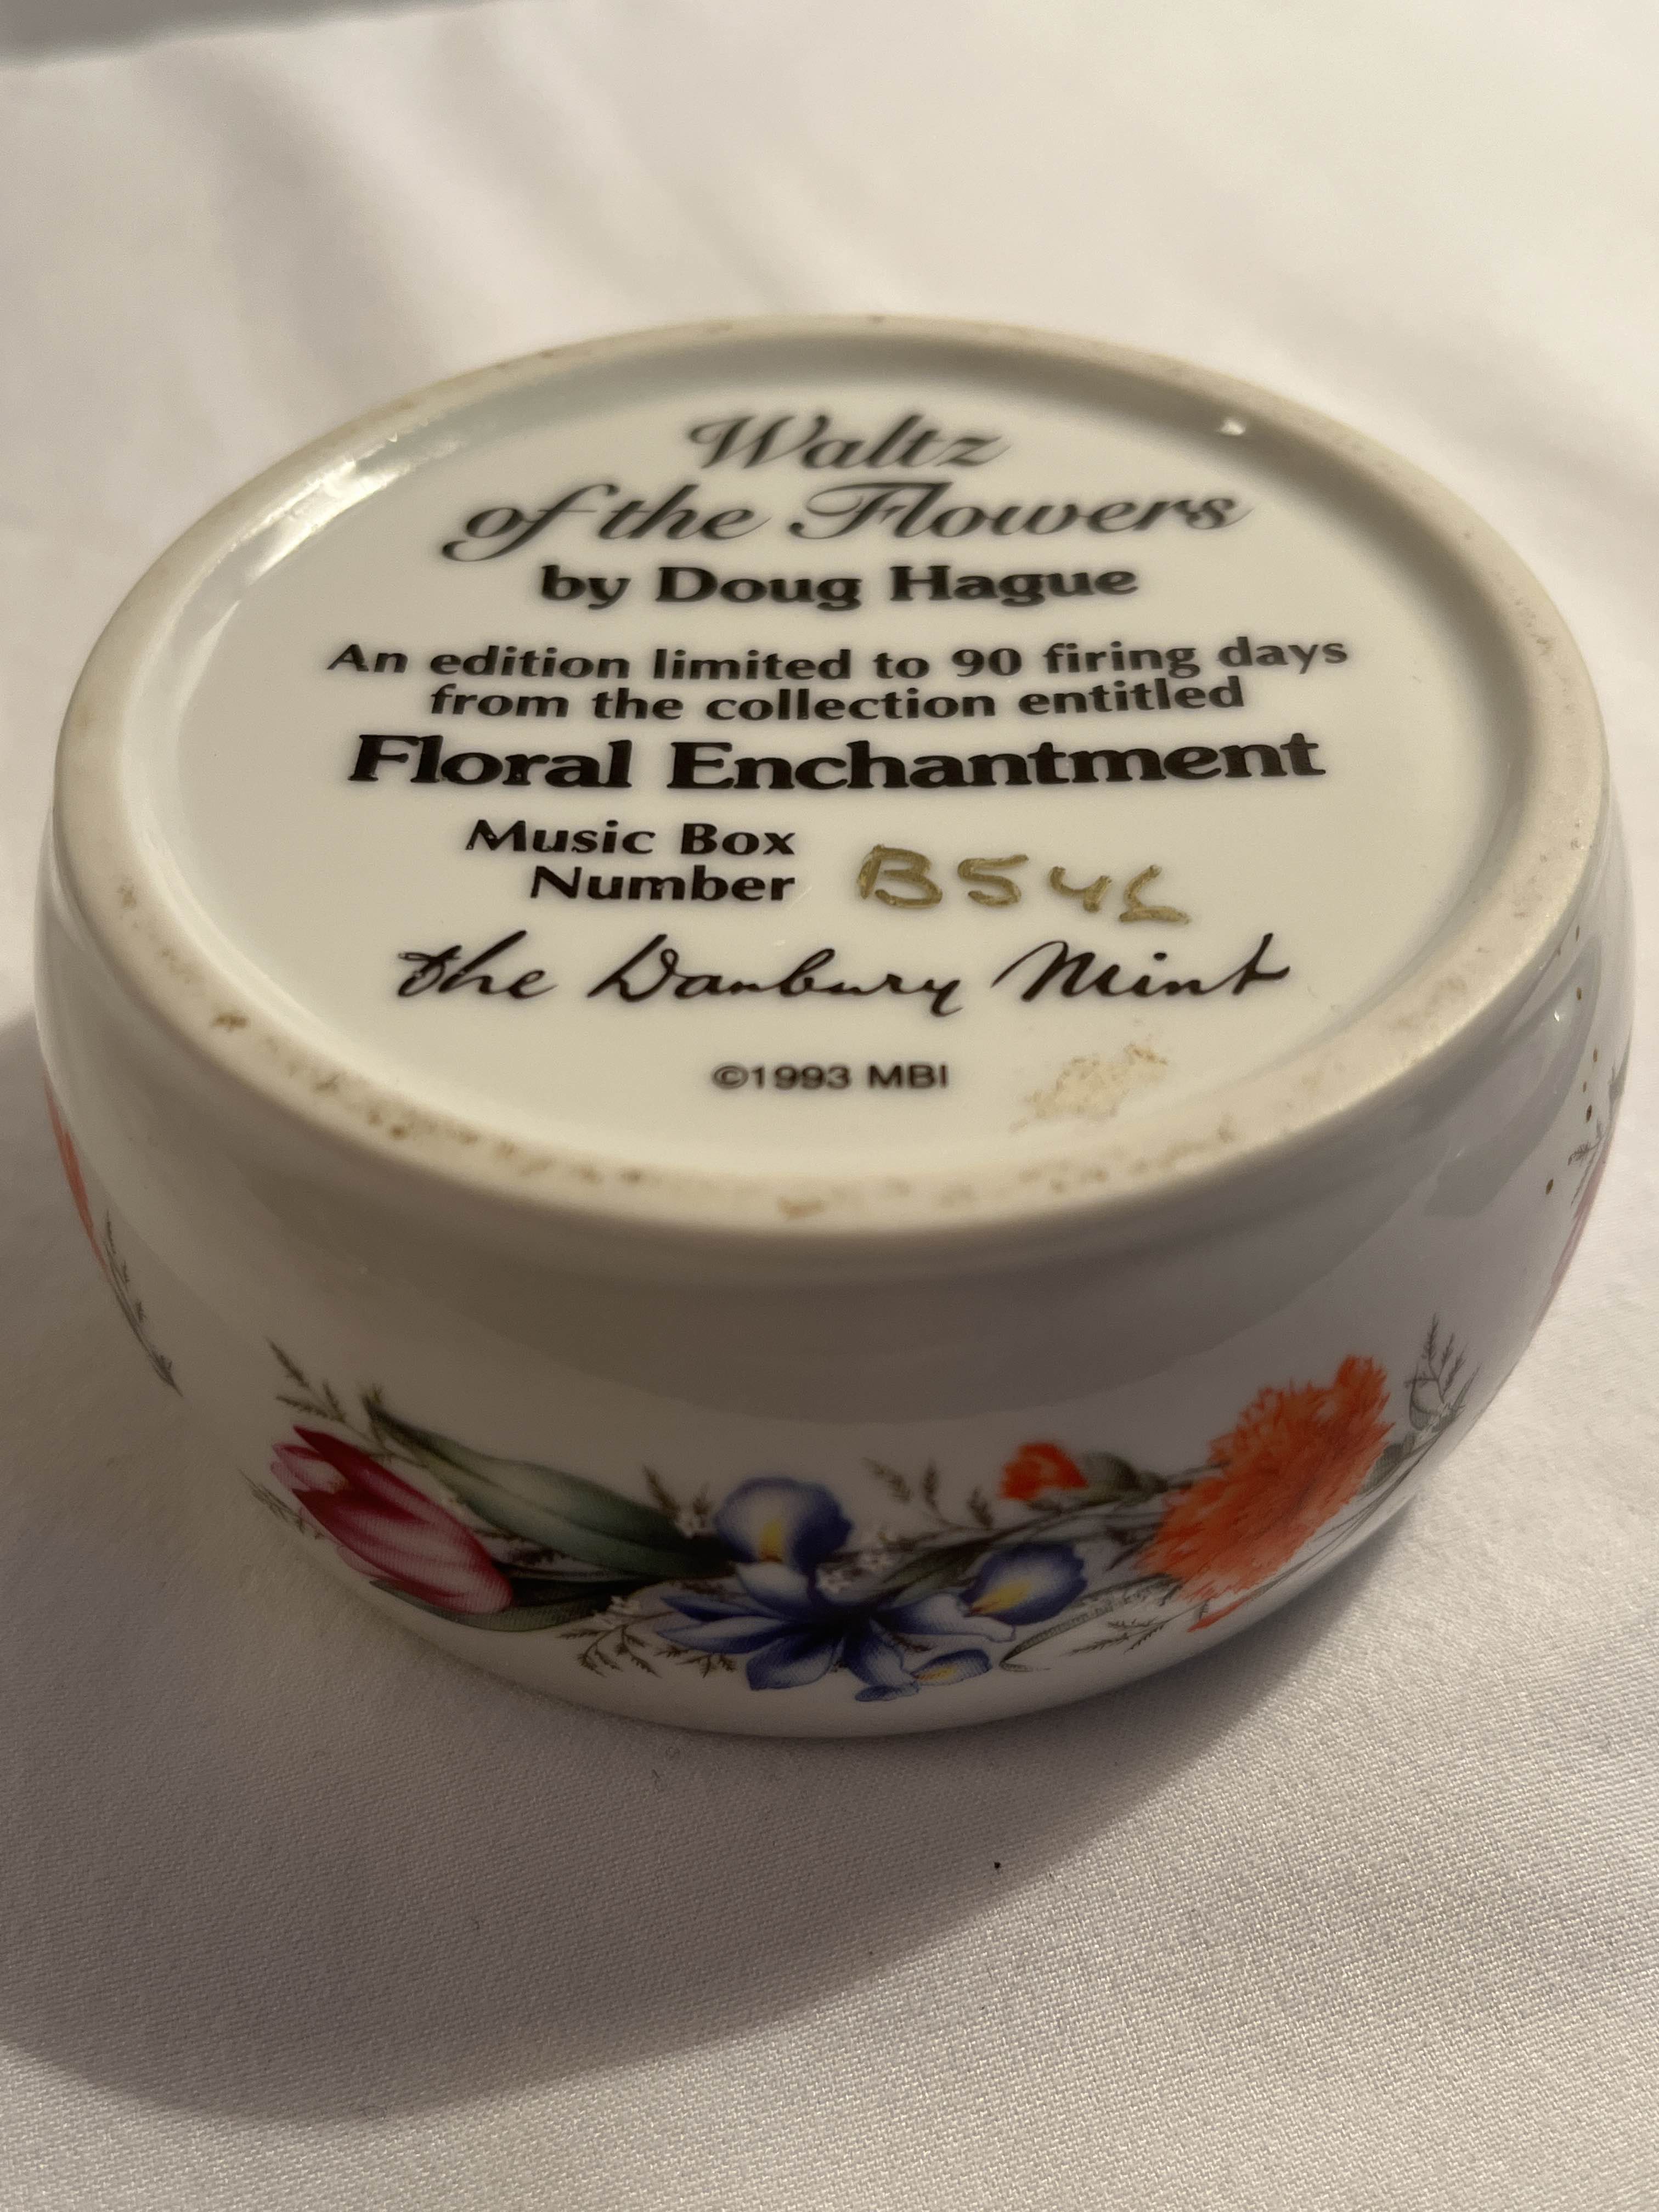 Waltz
of the Flowers
by Doug Hague
An edition limited to 90 firing days
from the collection entitled
Floral Enchantment
Music Box
Number
The Danbury Mint
©1993 MBI